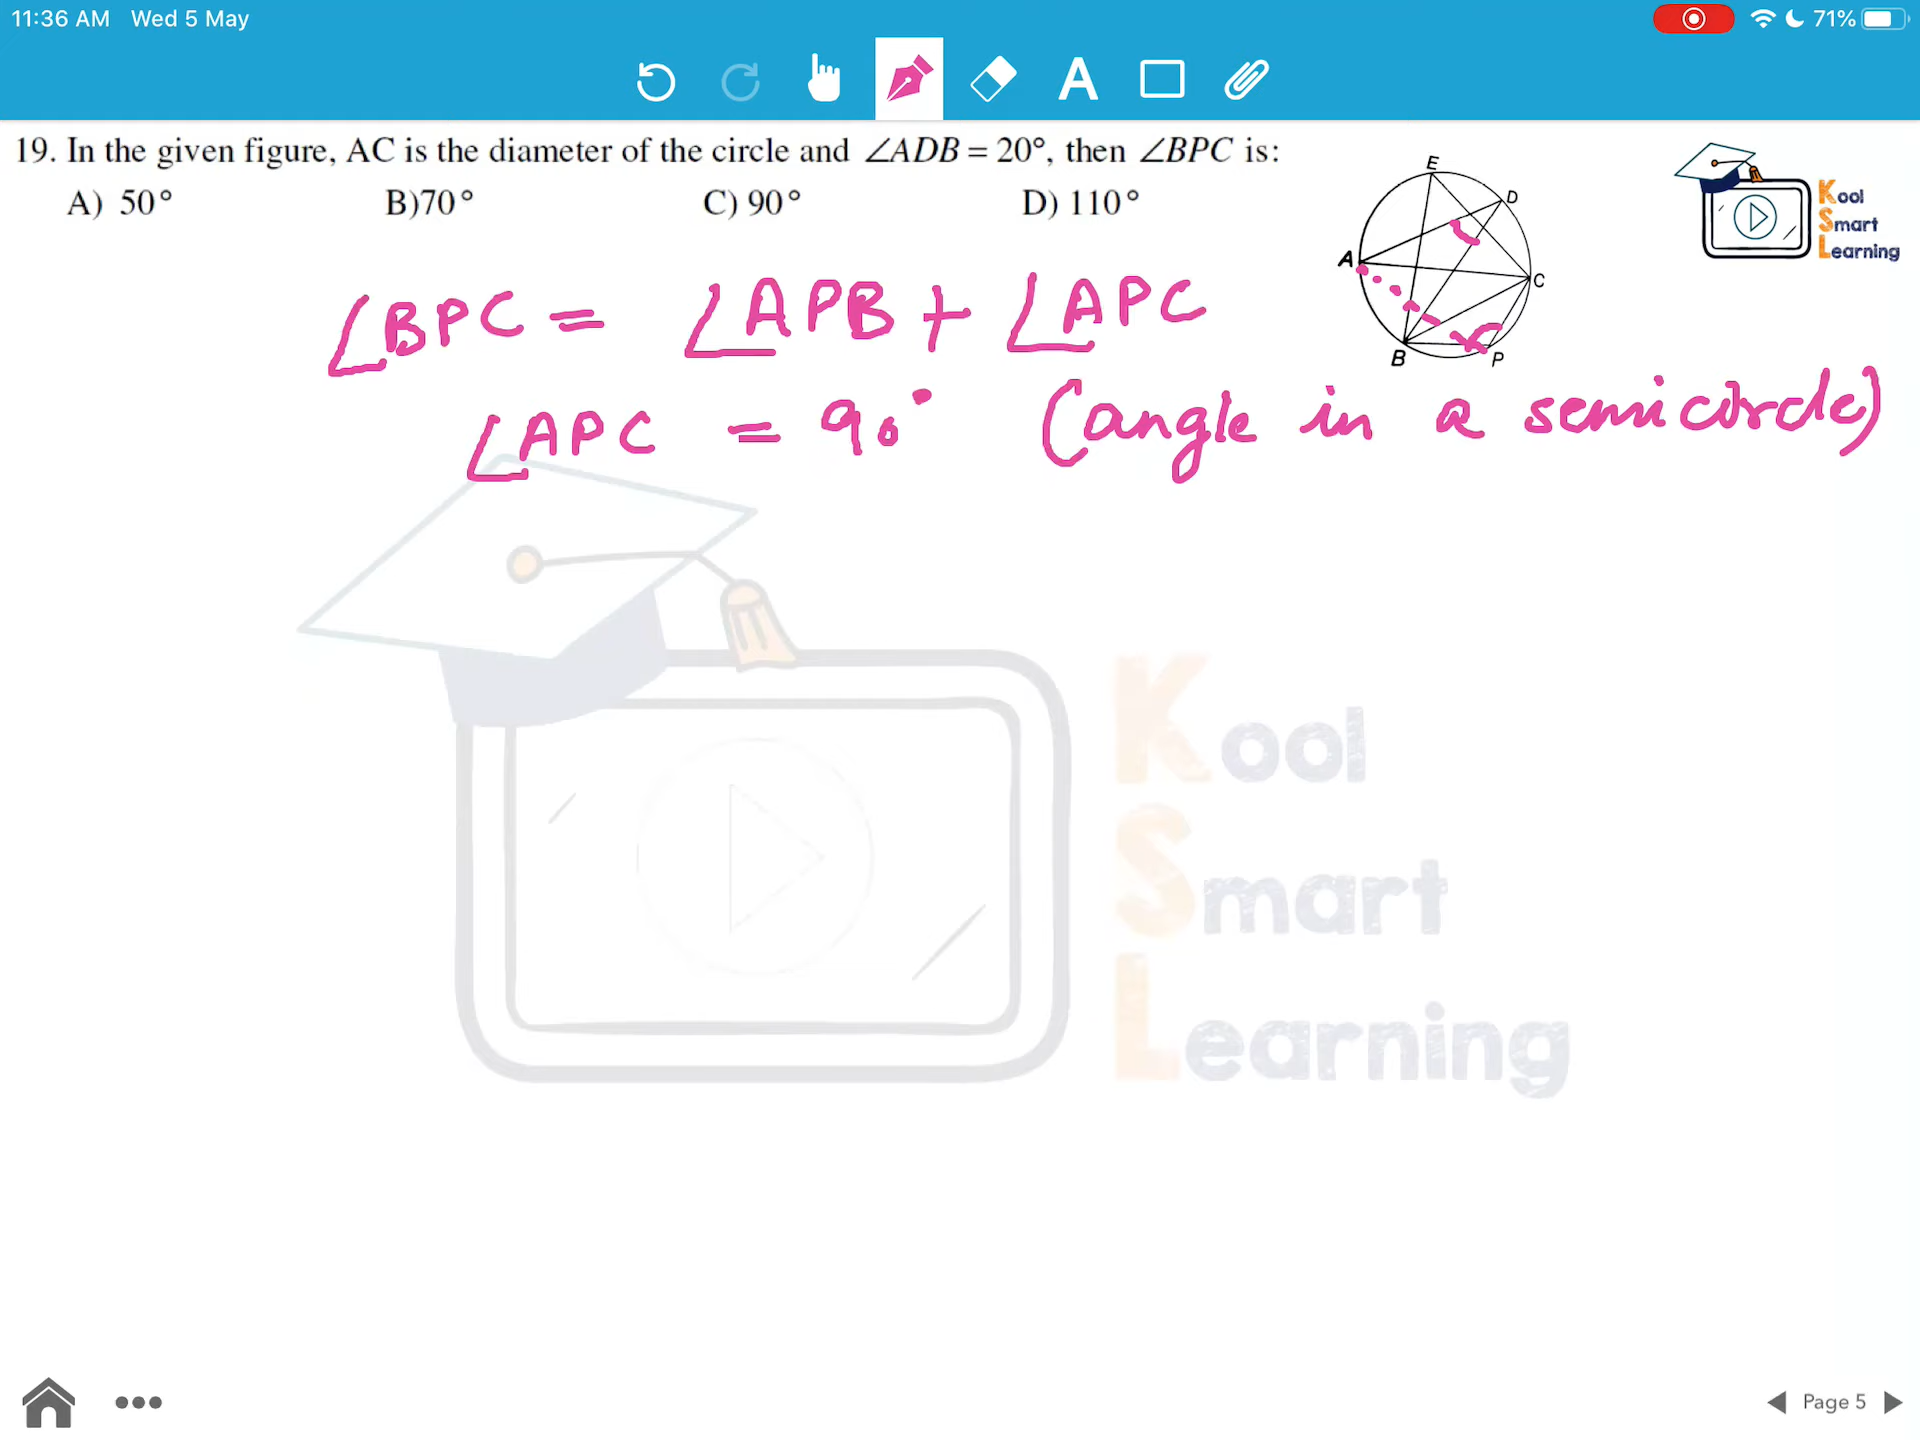 11:36 AM Wed 5 May
71%
A
19. In the given figure, AC is the diameter of the circle and ∠ADB = 20°, then ∠BPC is:
A) 50° B)70° C) 90° D) 110°
E
D
A
C
B
P
Kool
Smart
Learning
∠BPC = ∠APB + ∠APC
∠APC = 90° (angle in a semicircle)
Kool
Smart
Learning
Page 5